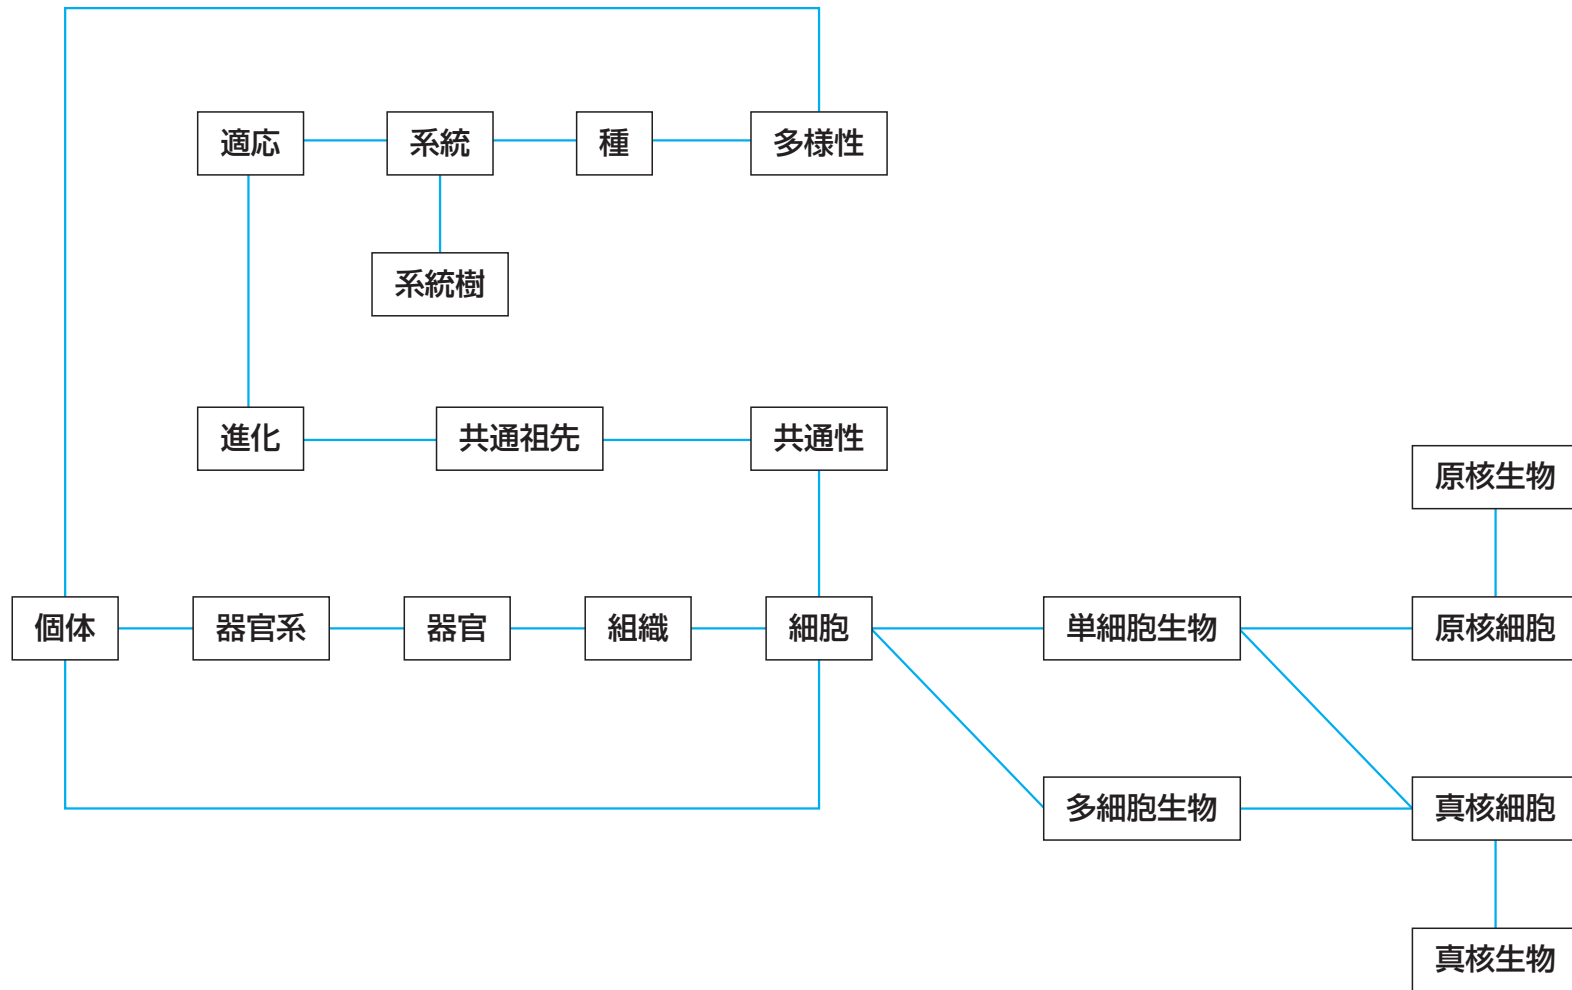 適応
系統
種
多様性
系統樹
進化
共通祖先
共通性
原核生物
個体
器官系
器官
組織
細胞
単細胞生物
原核細胞
多細胞生物
真核細胞
真核生物